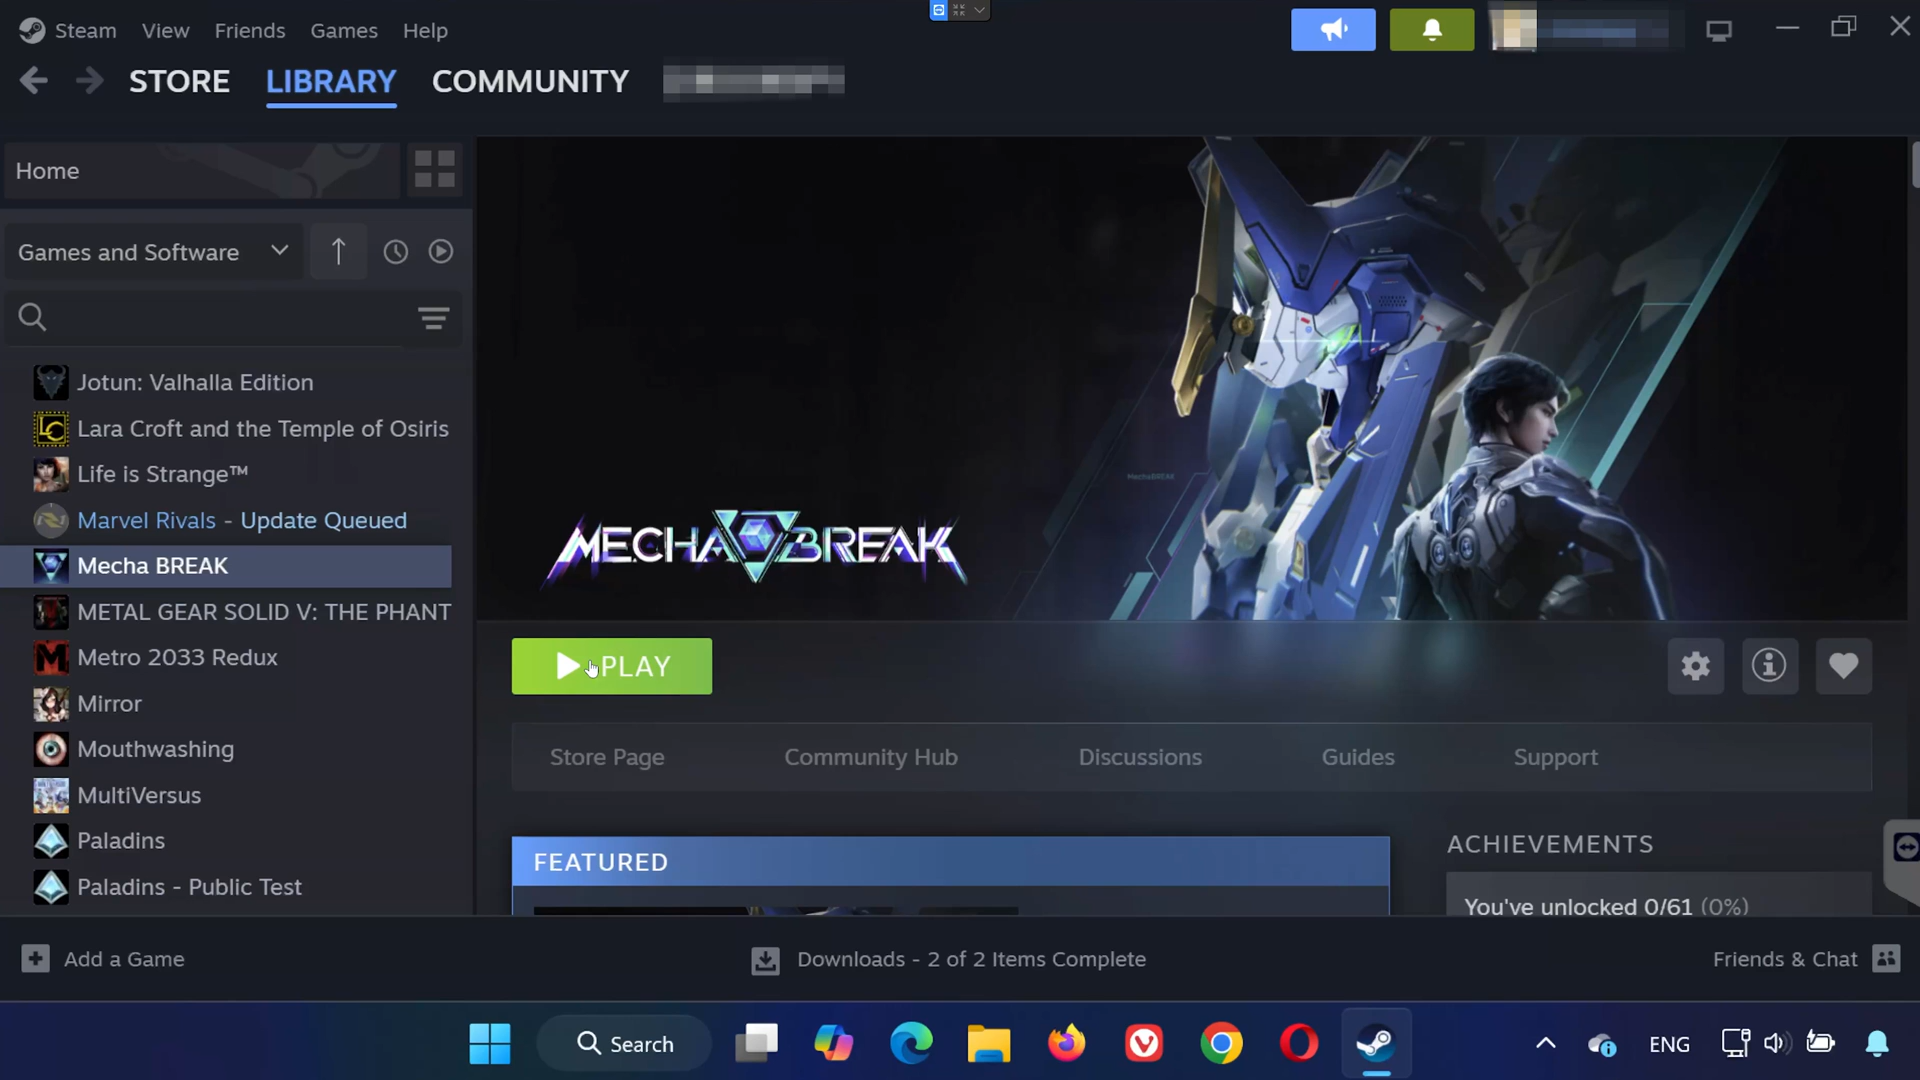 Steam View Friends Games Help
STORE LIBRARY COMMUNITY
Home
Games and Software
Jotun: Valhalla Edition
Lara Croft and the Temple of Osiris
Life is Strange™
Marvel Rivals - Update Queued
Mecha BREAK
METAL GEAR SOLID V: THE PHANT
Metro 2033 Redux
Mirror
Mouthwashing
MultiVersus
Paladins
Paladins - Public Test
MechaBREAK
MECHA BREAK
PLAY
Store Page Community Hub Discussions Guides Support
FEATURED
ACHIEVEMENTS
You've unlocked 0/61 (0%)
Add a Game
Downloads - 2 of 2 Items Complete
Friends & Chat
Search
ENG